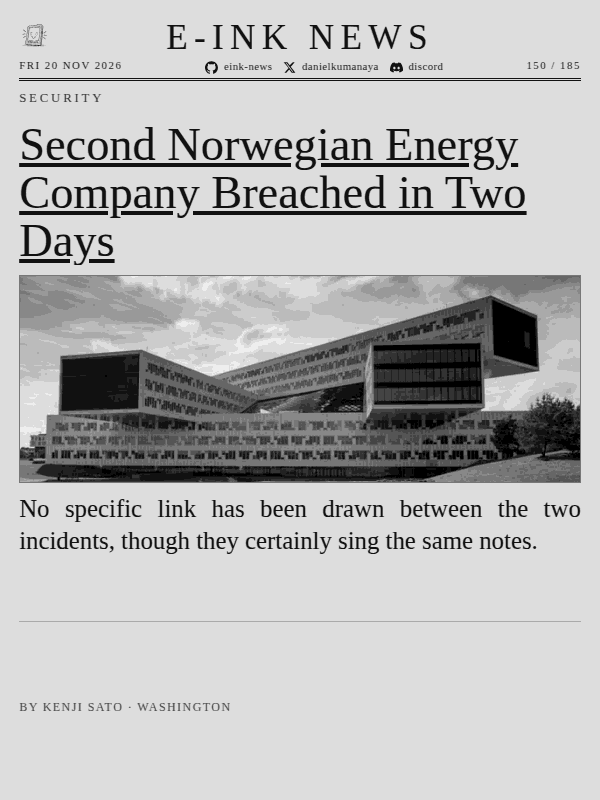 E-INK NEWS
FRI 20 NOV 2026
eink-news danielkumanaya discord
150 / 185
SECURITY
Second Norwegian Energy
Company Breached in Two
Days
No specific link has been drawn between the two
incidents, though they certainly sing the same notes.
BY KENJI SATO · WASHINGTON